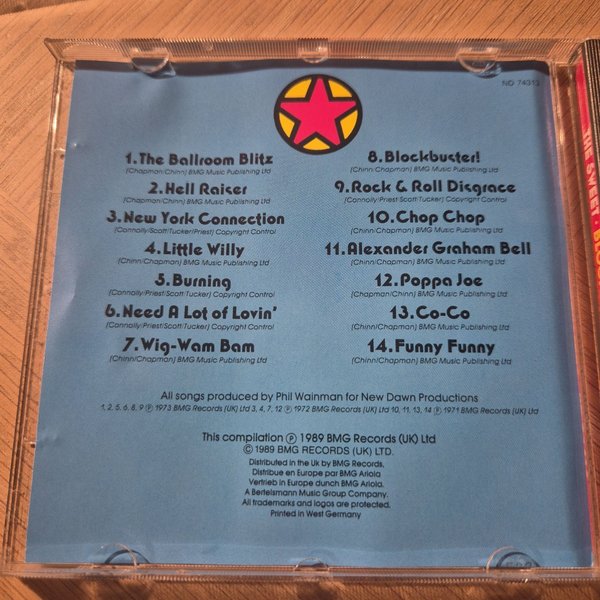 ND 74313
1.The Ballroom Blitz
(Chapman/Chinn) BMG Music Publishing Ltd
2.Hell Raiser
(Chapman/Chinn) BMG Music Publishing Ltd
3.New York Connection
(Connolly/Priest/Scott/Tucker/Priest) Copyright Control
4.Little Willy
(Chinn/Chapman) BMG Music Publishing Ltd
5.Burning
(Connolly/Priest/Scott/Tucker) Copyright Control
6.Need A Lot of Lovin'
(Connolly/Priest/Scott/Tucker) Copyright Control
7.Wig-Wam Bam
(Chinn/Chapman) BMG Music Publishing Ltd
8.Blockbuster!
(Chinn/Chapman) BMG Music Publishing Ltd
9.Rock & Roll Disgrace
(Connolly/Priest/Scott/Tucker) Copyright Control
10.Chop Chop
(Chinn/Chapman) BMG Music Publishing Ltd
11.Alexander Graham Bell
(Chinn/Chapman) BMG Music Publishing Ltd
12.Poppa Joe
(Chapman/Chinn) BMG Music Publishing Ltd
13.Co-Co
(Chinn/Chapman) BMG Music Publishing Ltd
14.Funny Funny
(Chinn/Chapman) BMG Music Publishing Ltd
All songs produced by Phil Wainman for New Dawn Productions
1, 2, 5, 6, 8, 9 ℗ 1973 BMG Records (UK) Ltd 3, 4, 7, 12 ℗ 1972 BMG Records (UK) Ltd 10, 11, 13, 14 ℗ 1971 BMG Records (UK) Ltd
This compilation ℗ 1989 BMG Records (UK) Ltd
© 1989 BMG RECORDS (UK) LTD.
Distributed in the Uk by BMG Records.
Distribue en Europe par BMG Ariola
Vertrieb in Europe durch BMG Ariola.
A Bertelsmann Music Group Company.
All trademarks and logos are protected.
Printed in West Germany
THE SWEET